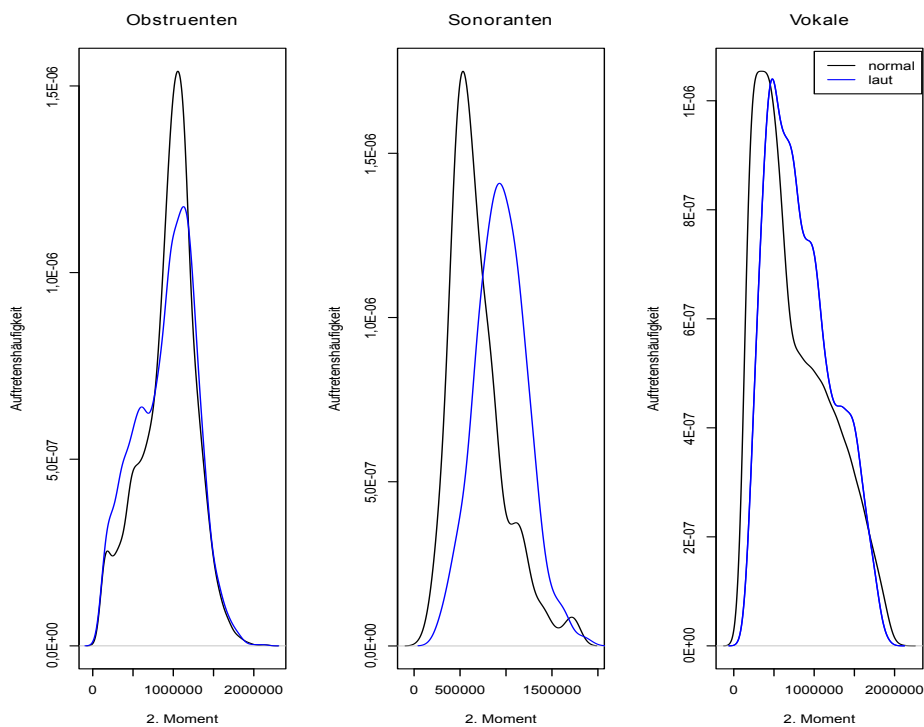 Obstruenten
Sonoranten
Vokale
normal
laut
Auftretenshäufigkeit
0,0E+00
5,0E-07
1,0E-06
1,5E-06
0
1000000
2000000
2. Moment
Auftretenshäufigkeit
0,0E+00
5,0E-07
1,0E-06
1,5E-06
0
500000
1500000
2. Moment
Auftretenshäufigkeit
0E+00
2E-07
4E-07
6E-07
8E-07
1E-06
0
1000000
2000000
2. Moment